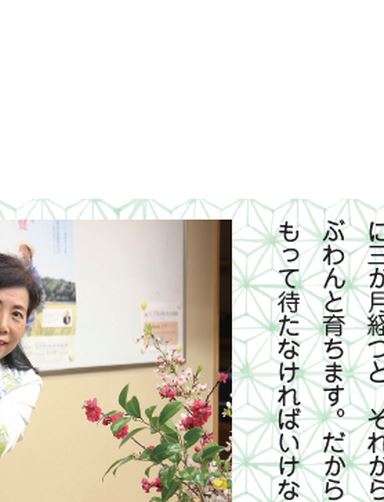 に三か月経つと、それから
ぶわんと育ちます。だから
もって待たなければいけな